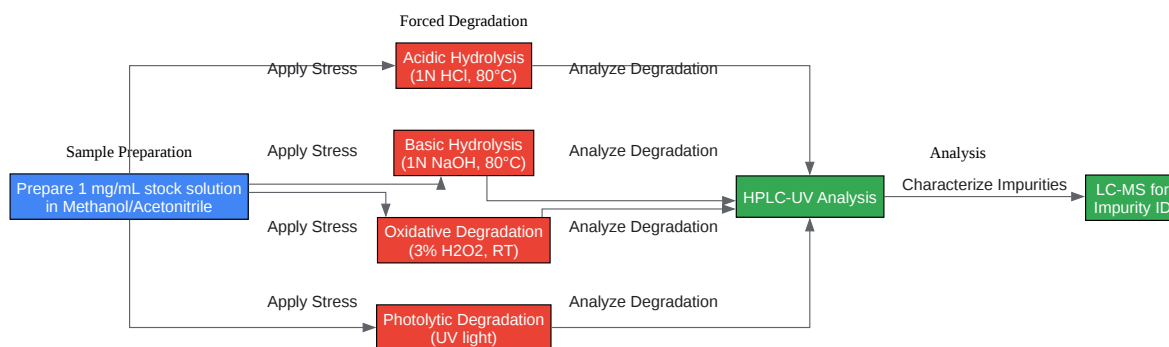 Forced Degradation
Apply Stress
Acidic Hydrolysis
(1N HCl, 80°C)
Analyze Degradation
Sample Preparation
Apply Stress
Basic Hydrolysis
(1N NaOH, 80°C)
Analyze Degradation
Analysis
Prepare 1 mg/mL stock solution
in Methanol/Acetonitrile
HPLC-UV Analysis
Characterize Impurities
LC-MS for
Impurity ID
Apply Stress
Oxidative Degradation
(3% H2O2, RT)
Analyze Degradation
Apply Stress
Photolytic Degradation
(UV light)
Analyze Degradation